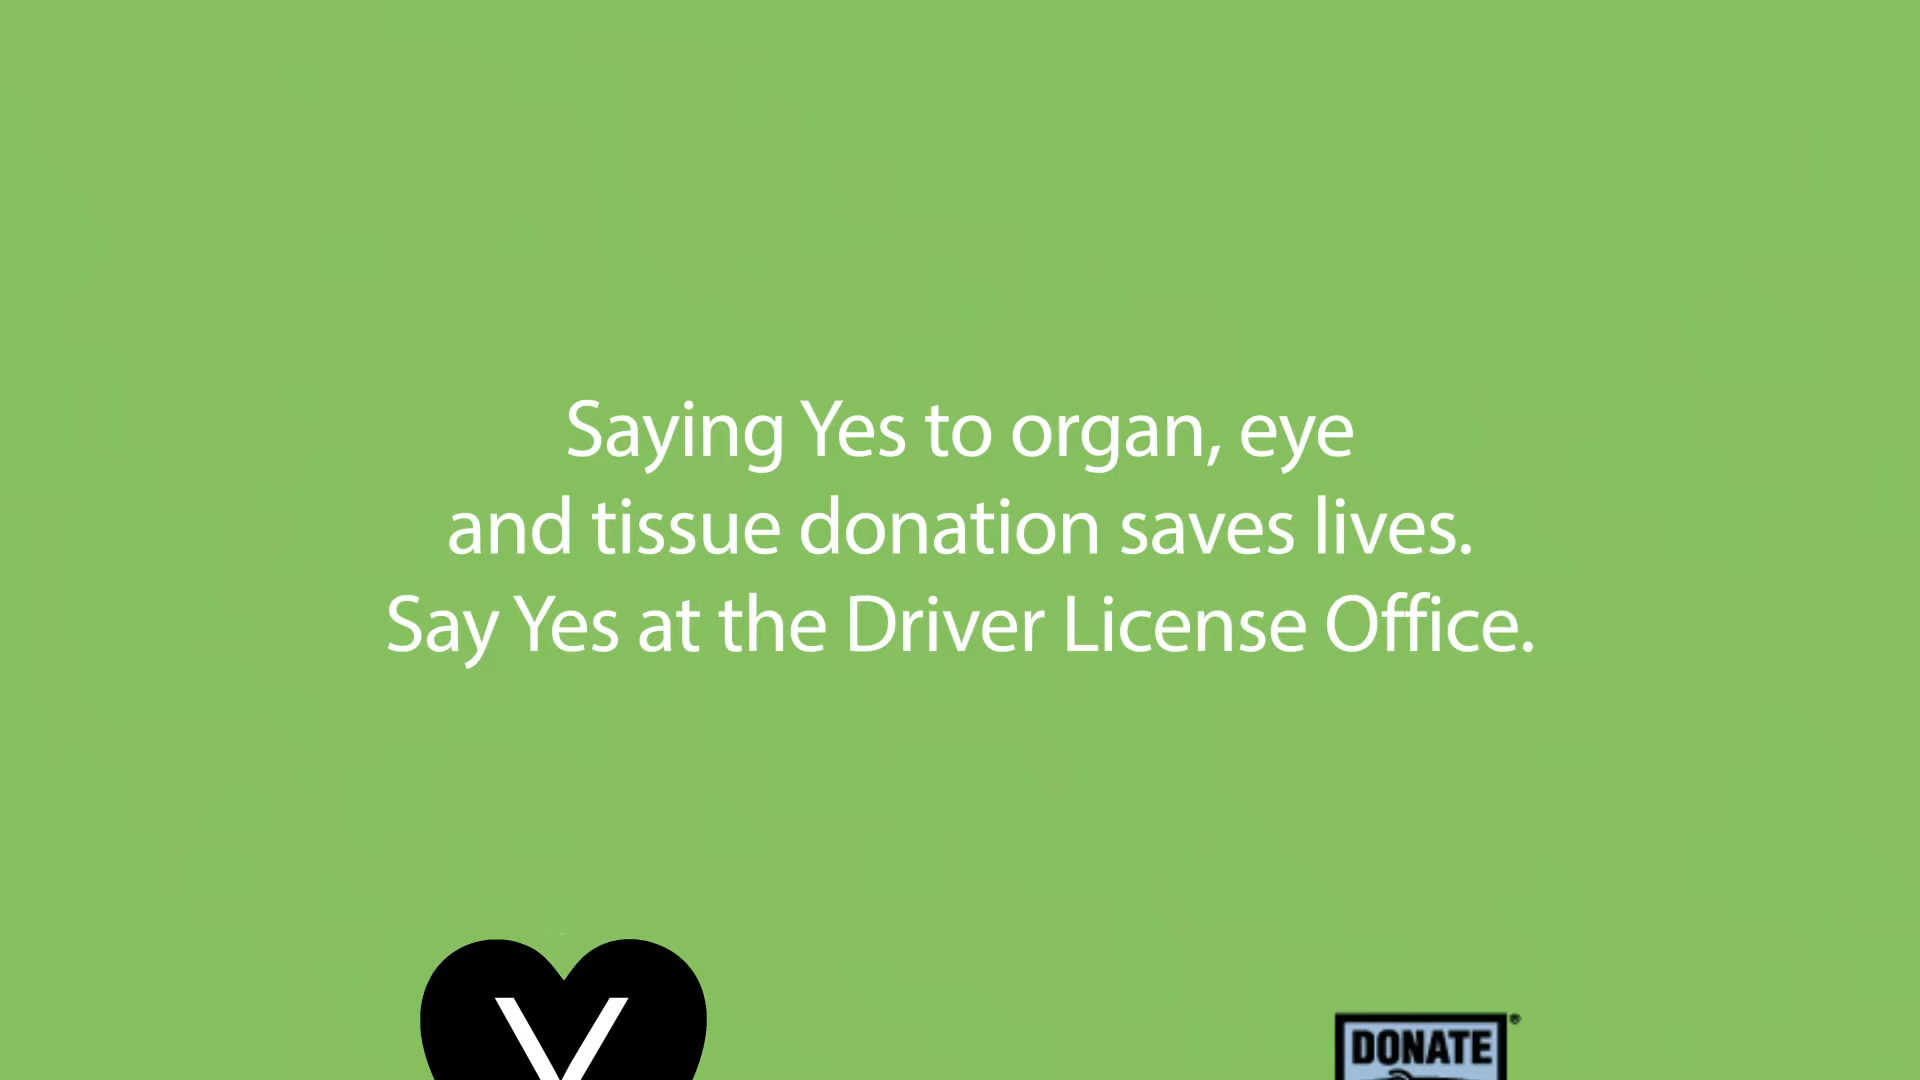 Saying Yes to organ, eye
and tissue donation saves lives.
Say Yes at the Driver License Office.
Y
DONATE
®